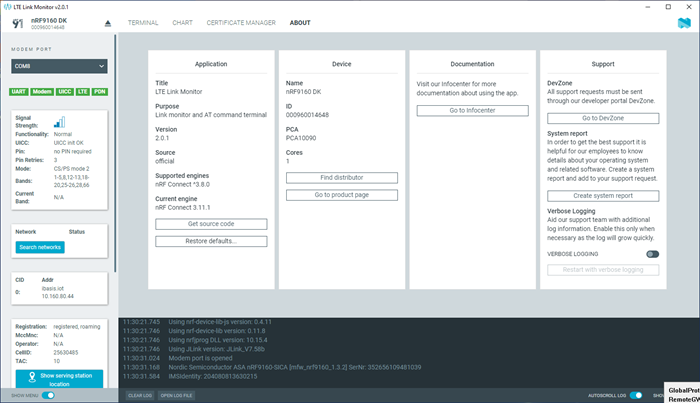 LTE Link Monitor v2.0.1
nRF9160 DK
000960014648
TERMINAL
CHART
CERTIFICATE MANAGER
ABOUT
MODEM PORT
COM8
UART
Modem
UICC
LTE
PDN
Signal Strength:
Functionality: Normal
UICC: UICC init OK
Pin: no PIN required
Pin Retries: 3
Mode: CS/PS mode 2
Bands: 1-5,8,12-13,18-20,25-26,28,66
Current Band: N/A
Network Status
Search networks
CID Addr
0: ibasis.iot
10.160.80.44
Registration: registered, roaming
MccMnc: N/A
Operator: N/A
CellID: 25630485
TAC: 10
Show serving station location
SHOW MENU
Application
Title
LTE Link Monitor
Purpose
Link monitor and AT command terminal
Version
2.0.1
Source
official
Supported engines
nRF Connect ^3.8.0
Current engine
nRF Connect 3.11.1
Get source code
Restore defaults...
Device
Name
nRF9160 DK
ID
000960014648
PCA
PCA10090
Cores
1
Find distributor
Go to product page
Documentation
Visit our Infocenter for more
documentation about using the app.
Go to Infocenter
Support
DevZone
All support requests must be sent
through our developer portal DevZone.
Go to DevZone
System report
In order to get the best support it is
helpful for our employees to know
details about your operating system
and related software. Create a system
report and add to your support request.
Create system report
Verbose Logging
Aid our support team with additional
log information. Enable this only when
necessary as the log will grow quickly.
VERBOSE LOGGING
Restart with verbose logging
11:30:21.745 Using nrf-device-lib-js version: 0.4.11
11:30:21.746 Using nrf-device-lib version: 0.11.8
11:30:21.746 Using nrfjprog DLL version: 10.15.4
11:30:21.746 Using JLink version: JLink_V7.58b
11:30:31.024 Modem port is opened
11:30:31.168 Nordic Semiconductor ASA nRF9160-SICA [mfw_nrf9160_1.3.2] SerNr: 352656109481039
11:30:31.584 IMSIdentity: 204080813630215
CLEAR LOG
OPEN LOG FILE
AUTOSCROLL LOG
SHO
GlobalProt